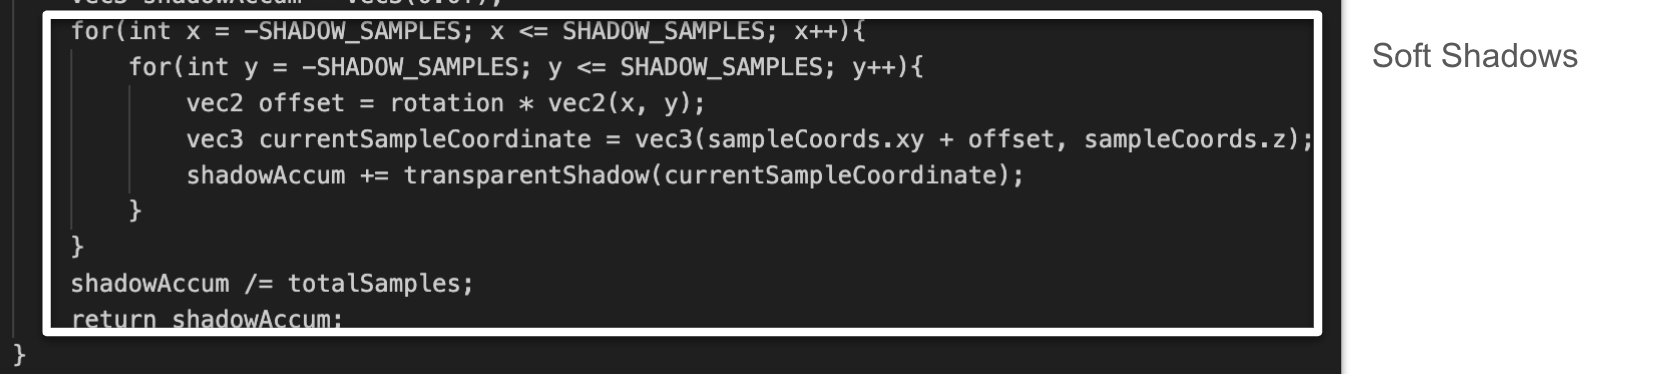 for(int x = -SHADOW_SAMPLES; x <= SHADOW_SAMPLES; x++){
for(int y = -SHADOW_SAMPLES; y <= SHADOW_SAMPLES; y++){
vec2 offset = rotation * vec2(x, y);
vec3 currentSampleCoordinate = vec3(sampleCoords.xy + offset, sampleCoords.z);
shadowAccum += transparentShadow(currentSampleCoordinate);
}
}
shadowAccum /= totalSamples;
return shadowAccum;
}
Soft Shadows